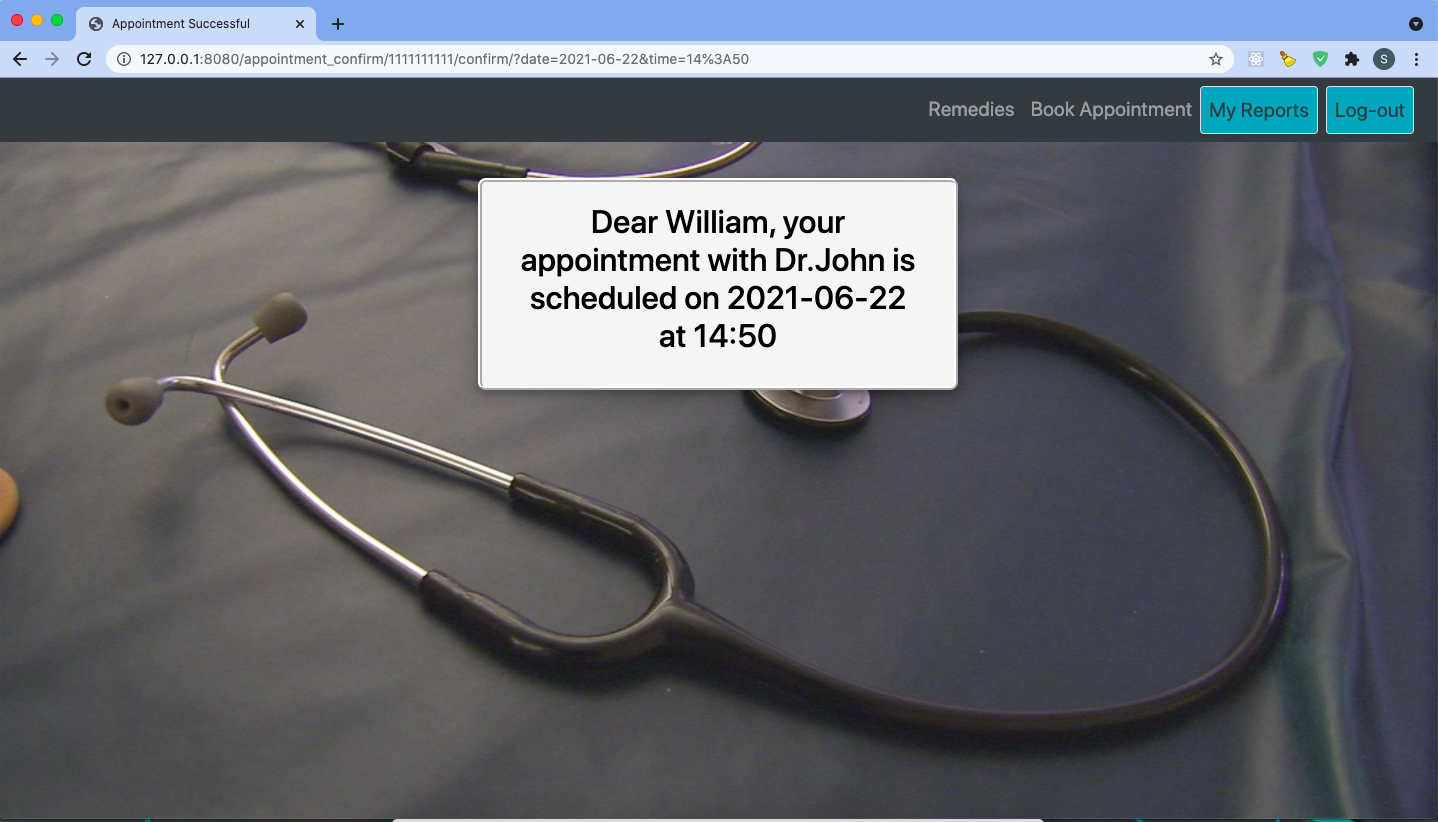 Appointment Successful
127.0.0.1:8080/appointment_confirm/1111111111/confirm/?date=2021-06-22&time=14%3A50
S
Remedies Book Appointment My Reports Log-out
Dear William, your
appointment with Dr.John is
scheduled on 2021-06-22
at 14:50